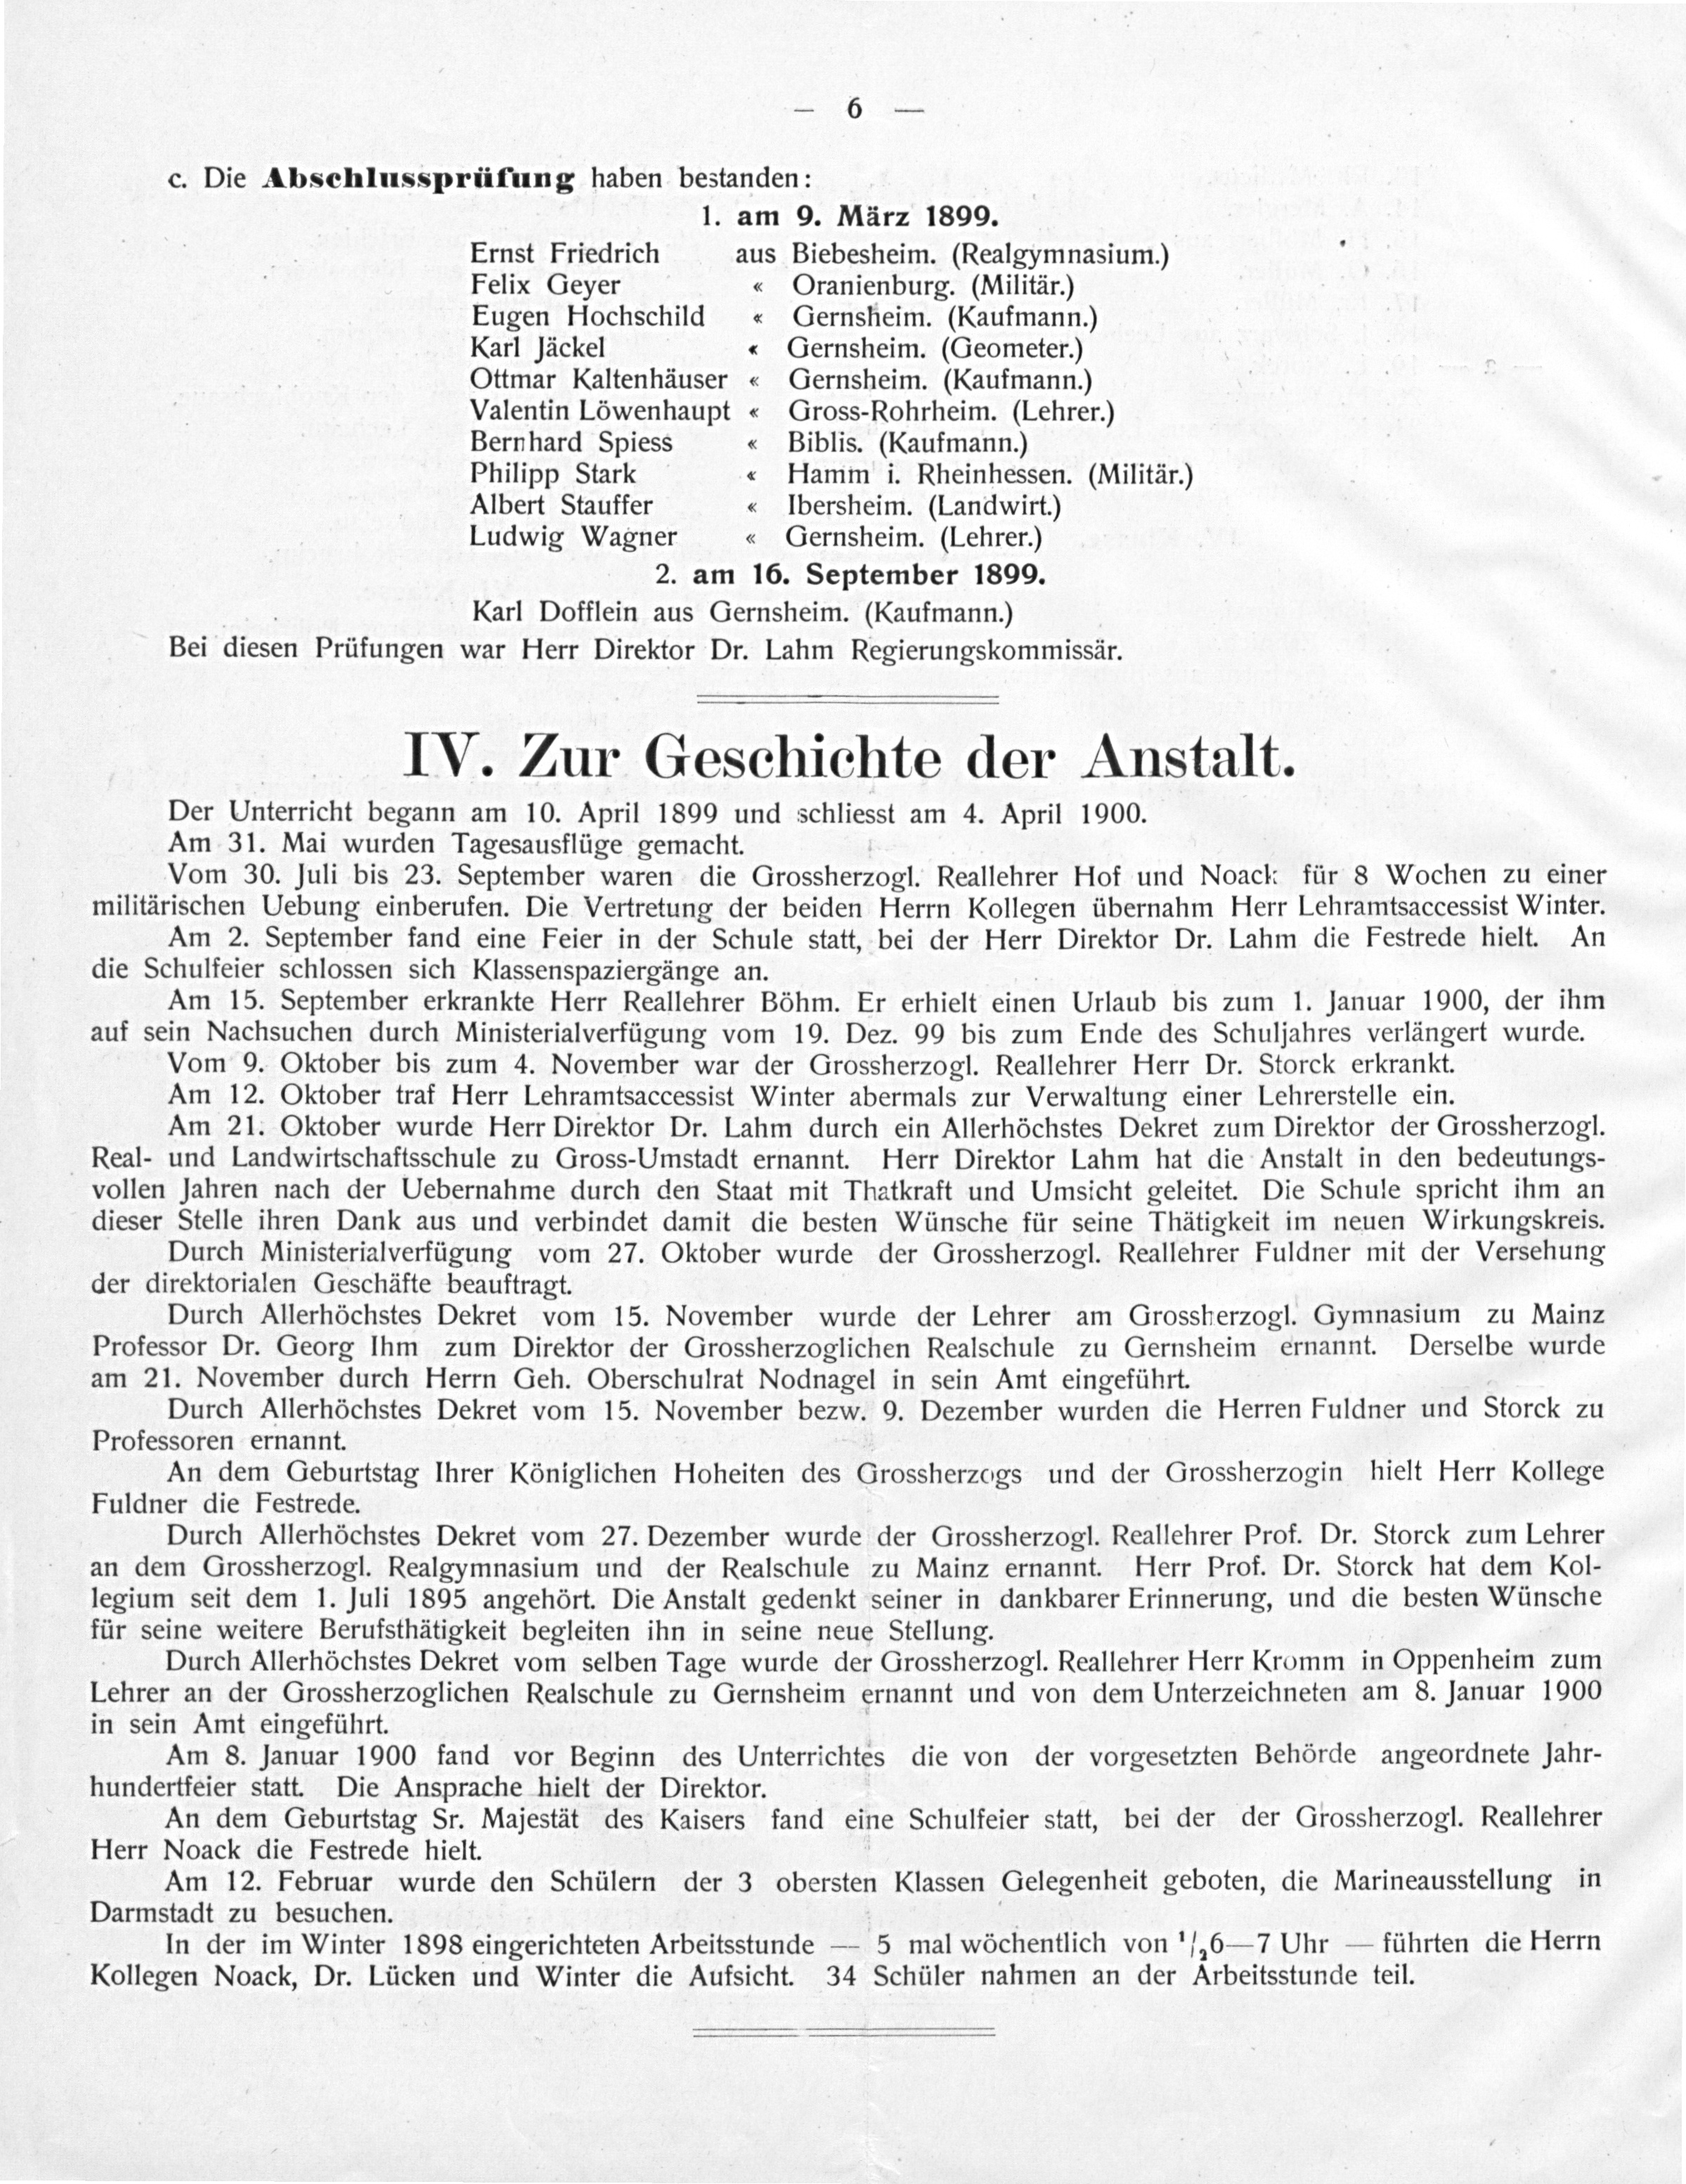 — 6 —
c. Die Abschlussprüfung haben bestanden:
1. am 9. März 1899.
Ernst Friedrich aus Biebesheim. (Realgymnasium.)
Felix Geyer « Oranienburg. (Militär.)
Eugen Hochschild « Gernsheim. (Kaufmann.)
Karl Jäckel « Gernsheim. (Geometer.)
Ottmar Kaltenhäuser « Gernsheim. (Kaufmann.)
Valentin Löwenhaupt « Gross-Rohrheim. (Lehrer.)
Bernhard Spiess « Biblis. (Kaufmann.)
Philipp Stark « Hamm i. Rheinhessen. (Militär.)
Albert Stauffer « Ibersheim. (Landwirt.)
Ludwig Wagner « Gernsheim. (Lehrer.)
2. am 16. September 1899.
Karl Dofflein aus Gernsheim. (Kaufmann.)
Bei diesen Prüfungen war Herr Direktor Dr. Lahm Regierungskommissär.
IV. Zur Geschichte der Anstalt.
Der Unterricht begann am 10. April 1899 und schliesst am 4. April 1900.
Am 31. Mai wurden Tagesausflüge gemacht.
Vom 30. Juli bis 23. September waren die Grossherzogl. Reallehrer Hof und Noack für 8 Wochen zu einer
militärischen Uebung einberufen. Die Vertretung der beiden Herrn Kollegen übernahm Herr Lehramtsaccessist Winter.
Am 2. September fand eine Feier in der Schule statt, bei der Herr Direktor Dr. Lahm die Festrede hielt. An
die Schulfeier schlossen sich Klassenspaziergänge an.
Am 15. September erkrankte Herr Reallehrer Böhm. Er erhielt einen Urlaub bis zum 1. Januar 1900, der ihm
auf sein Nachsuchen durch Ministerialverfügung vom 19. Dez. 99 bis zum Ende des Schuljahres verlängert wurde.
Vom 9. Oktober bis zum 4. November war der Grossherzogl. Reallehrer Herr Dr. Storck erkrankt.
Am 12. Oktober traf Herr Lehramtsaccessist Winter abermals zur Verwaltung einer Lehrerstelle ein.
Am 21. Oktober wurde Herr Direktor Dr. Lahm durch ein Allerhöchstes Dekret zum Direktor der Grossherzogl.
Real- und Landwirtschaftsschule zu Gross-Umstadt ernannt. Herr Direktor Lahm hat die Anstalt in den bedeutungs-
vollen Jahren nach der Uebernahme durch den Staat mit Thatkraft und Umsicht geleitet. Die Schule spricht ihm an
dieser Stelle ihren Dank aus und verbindet damit die besten Wünsche für seine Thätigkeit im neuen Wirkungskreis.
Durch Ministerialverfügung vom 27. Oktober wurde der Grossherzogl. Reallehrer Fuldner mit der Versehung
der direktorialen Geschäfte beauftragt.
Durch Allerhöchstes Dekret vom 15. November wurde der Lehrer am Grossherzogl. Gymnasium zu Mainz
Professor Dr. Georg Ihm zum Direktor der Grossherzoglichen Realschule zu Gernsheim ernannt. Derselbe wurde
am 21. November durch Herrn Geh. Oberschulrat Nodnagel in sein Amt eingeführt.
Durch Allerhöchstes Dekret vom 15. November bezw. 9. Dezember wurden die Herren Fuldner und Storck zu
Professoren ernannt.
An dem Geburtstag Ihrer Königlichen Hoheiten des Grossherzogs und der Grossherzogin hielt Herr Kollege
Fuldner die Festrede.
Durch Allerhöchstes Dekret vom 27. Dezember wurde der Grossherzogl. Reallehrer Prof. Dr. Storck zum Lehrer
an dem Grossherzogl. Realgymnasium und der Realschule zu Mainz ernannt. Herr Prof. Dr. Storck hat dem Kol-
legium seit dem 1. Juli 1895 angehört. Die Anstalt gedenkt seiner in dankbarer Erinnerung, und die besten Wünsche
für seine weitere Berufsthätigkeit begleiten ihn in seine neue Stellung.
Durch Allerhöchstes Dekret vom selben Tage wurde der Grossherzogl. Reallehrer Herr Kromm in Oppenheim zum
Lehrer an der Grossherzoglichen Realschule zu Gernsheim ernannt und von dem Unterzeichneten am 8. Januar 1900
in sein Amt eingeführt.
Am 8. Januar 1900 fand vor Beginn des Unterrichtes die von der vorgesetzten Behörde angeordnete Jahr-
hundertfeier statt. Die Ansprache hielt der Direktor.
An dem Geburtstag Sr. Majestät des Kaisers fand eine Schulfeier statt, bei der der Grossherzogl. Reallehrer
Herr Noack die Festrede hielt.
Am 12. Februar wurde den Schülern der 3 obersten Klassen Gelegenheit geboten, die Marineausstellung in
Darmstadt zu besuchen.
In der im Winter 1898 eingerichteten Arbeitsstunde — 5 mal wöchentlich von ¹/₂6—7 Uhr — führten die Herrn
Kollegen Noack, Dr. Lücken und Winter die Aufsicht. 34 Schüler nahmen an der Arbeitsstunde teil.